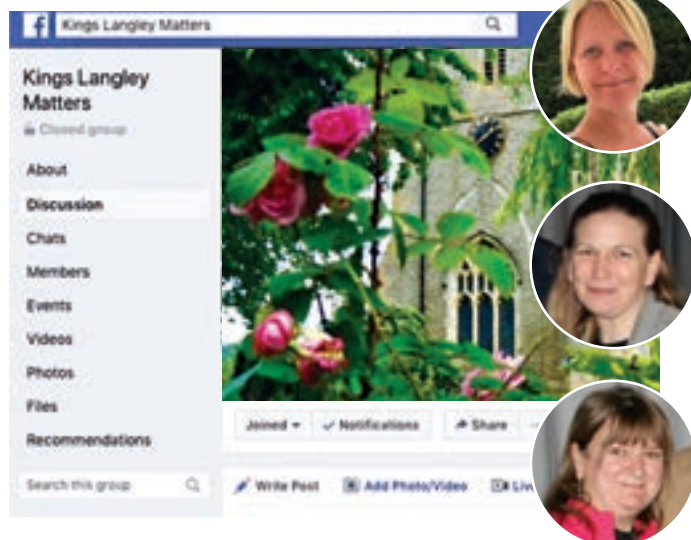 f Kings Langley Matters
Kings Langley
Matters
Closed group
About
Discussion
Chats
Members
Events
Videos
Photos
Files
Recommendations
Search this group
Joined
Notifications
Share
Write Post
Add Photo/Video
Liv